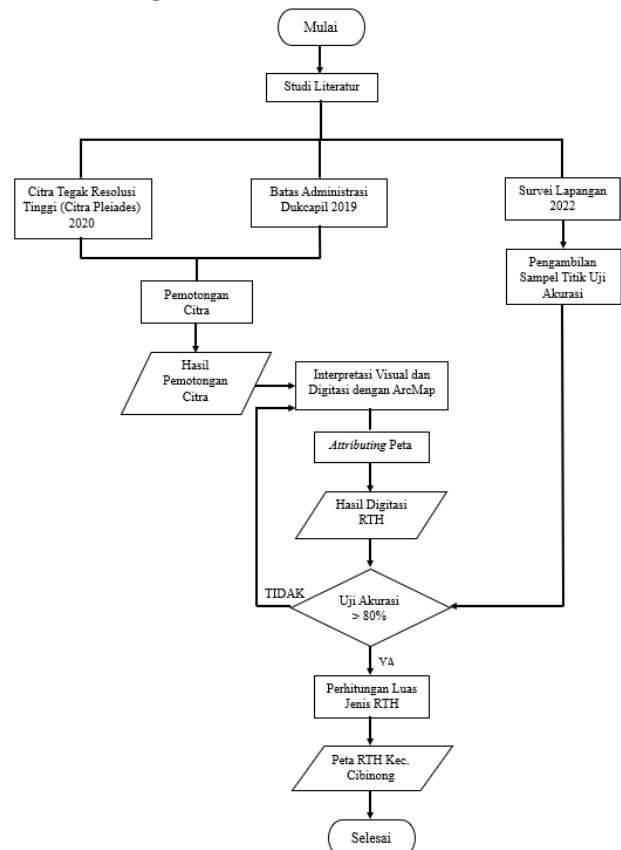 Mulai
Studi Literatur
Citra Tegak Resolusi
Tinggi (Citra Pleiades)
2020
Batas Administrasi
Dukcapil 2019
Survei Lapangan
2022
Pengambilan
Sampel Titik Uji
Akurasi
Pemotongan
Citra
Hasil
Pemotongan
Citra
Interpretasi Visual dan
Digitasi dengan ArcMap
Attributing Peta
Hasil Digitasi
RTH
TIDAK
Uji Akurasi
> 80%
YA
Perhitungan Luas
Jenis RTH
Peta RTH Kec.
Cibinong
Selesai